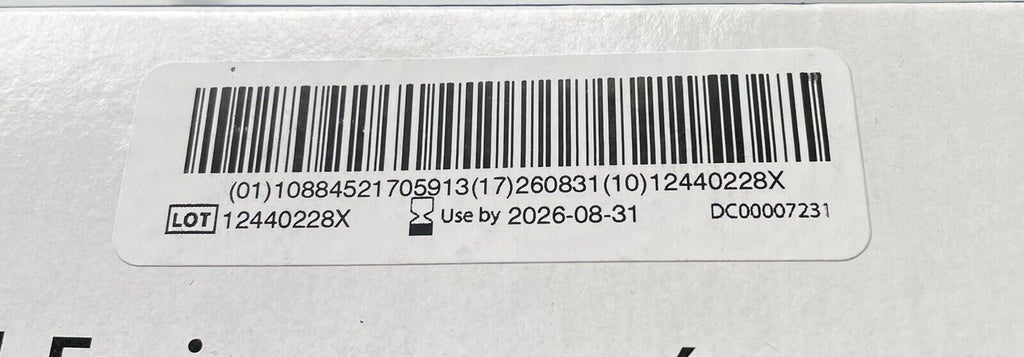 (01)10884521705913(17)260831(10)12440228X
LOT 12440228X Use by 2026-08-31 DC00007231